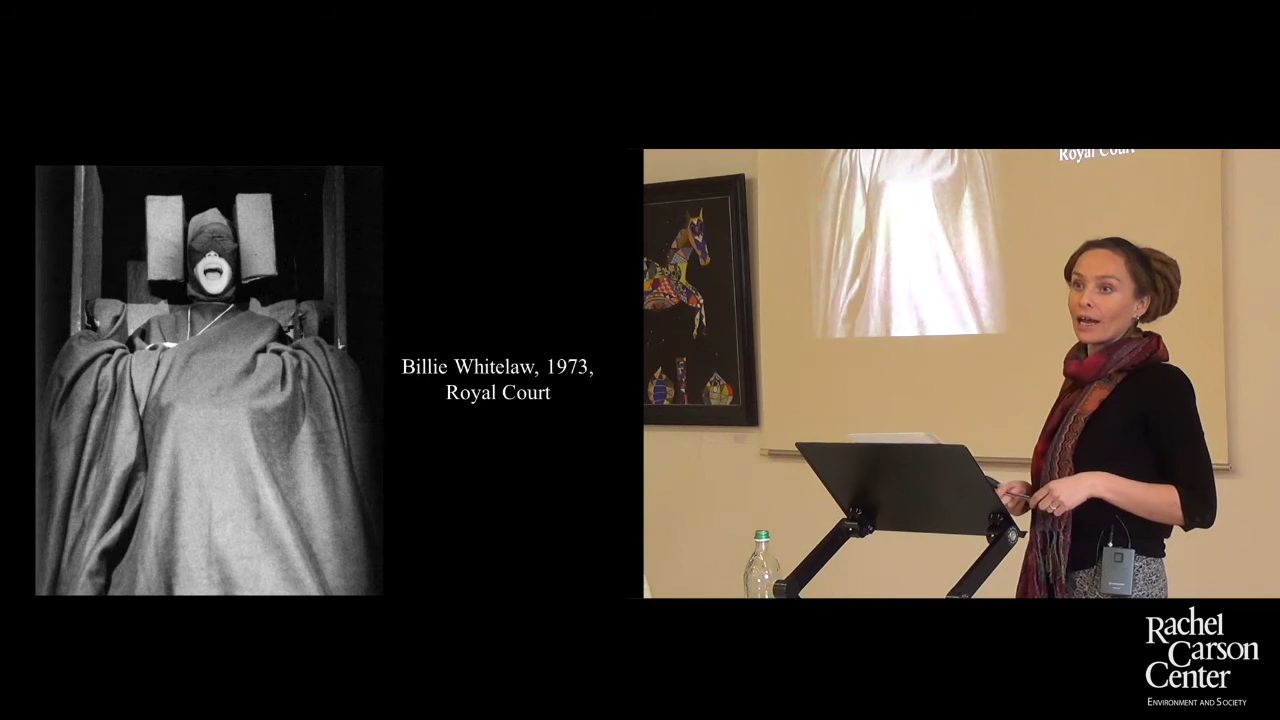 Billie Whitelaw, 1973,
Royal Court
Royal Court
Rachel
Carson
Center
ENVIRONMENT AND SOCIETY